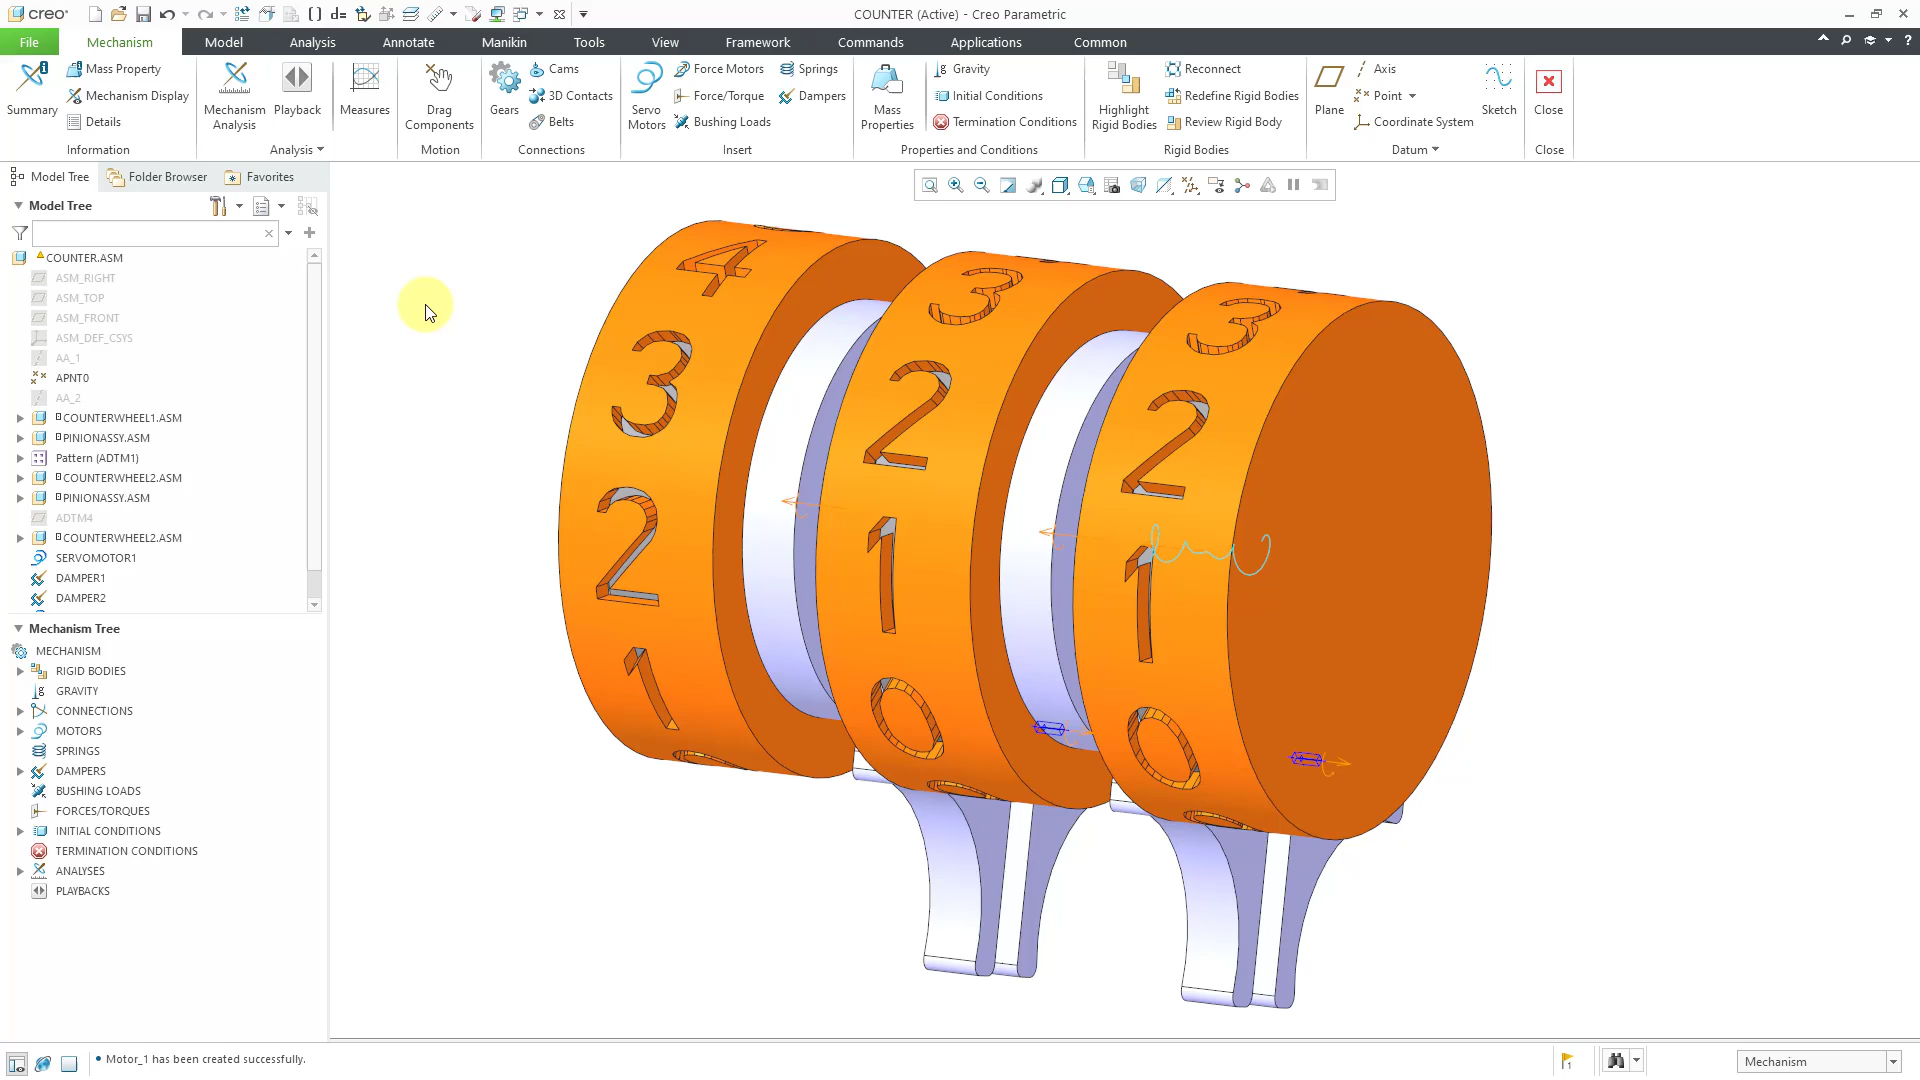 creo
COUNTER (Active) - Creo Parametric
File Mechanism Model Analysis Annotate Manikin Tools View Framework Commands Applications Common
Summary
Mass Property
Mechanism Display
Details
Information
Mechanism Analysis
Playback
Measures
Analysis
Drag Components
Motion
Gears
Cams
3D Contacts
Belts
Connections
Servo Motors
Force Motors
Force/Torque
Bushing Loads
Springs
Dampers
Insert
Mass Properties
Gravity
Initial Conditions
Termination Conditions
Properties and Conditions
Highlight Rigid Bodies
Reconnect
Redefine Rigid Bodies
Review Rigid Body
Rigid Bodies
Plane
Axis
Point
Coordinate System
Sketch
Datum
Close
Close
Model Tree Folder Browser Favorites
Model Tree
COUNTER.ASM
ASM_RIGHT
ASM_TOP
ASM_FRONT
ASM_DEF_CSYS
AA_1
APNT0
AA_2
COUNTERWHEEL1.ASM
PINIONASSY.ASM
Pattern (ADTM1)
COUNTERWHEEL2.ASM
PINIONASSY.ASM
ADTM4
COUNTERWHEEL2.ASM
SERVOMOTOR1
DAMPER1
DAMPER2
Mechanism Tree
MECHANISM
RIGID BODIES
GRAVITY
CONNECTIONS
MOTORS
SPRINGS
DAMPERS
BUSHING LOADS
FORCES/TORQUES
INITIAL CONDITIONS
TERMINATION CONDITIONS
ANALYSES
PLAYBACKS
4 3 2 1
3 2 1 0
3 2 1 0
Motor_1 has been created successfully.
1
Mechanism